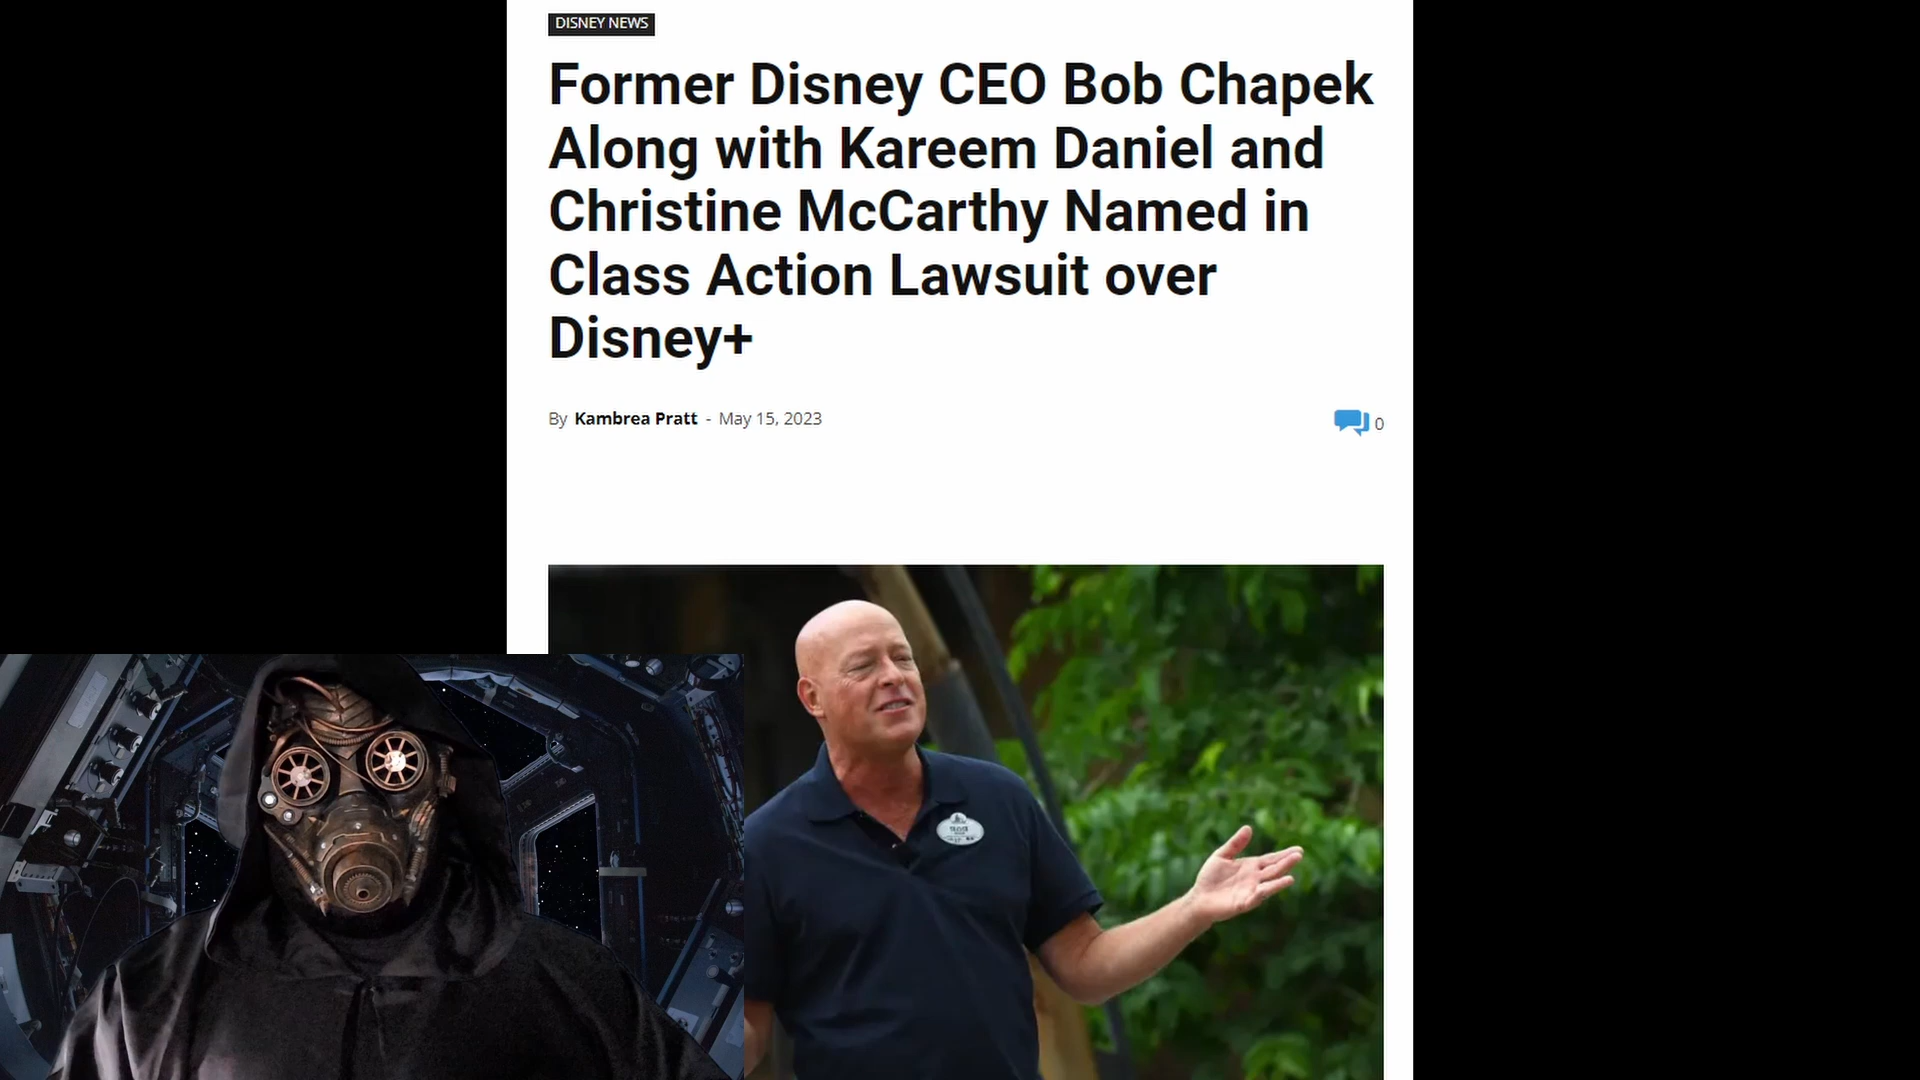 DISNEY NEWS
Former Disney CEO Bob Chapek
Along with Kareem Daniel and
Christine McCarthy Named in
Class Action Lawsuit over
Disney+
By Kambrea Pratt - May 15, 2023
0